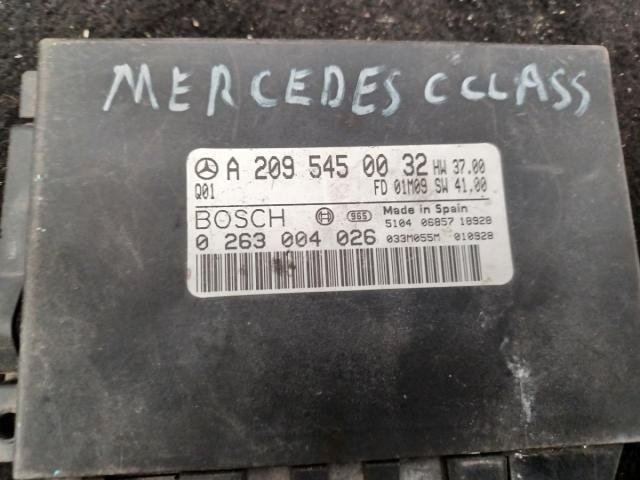 MERCEDES C CLASS
A 209 545 00 32 HW 37.00
Q01 FD 01M09 SW 41.00
BOSCH 965 Made in Spain
5104 06857 18928
0 263 004 026 033M055M 010928